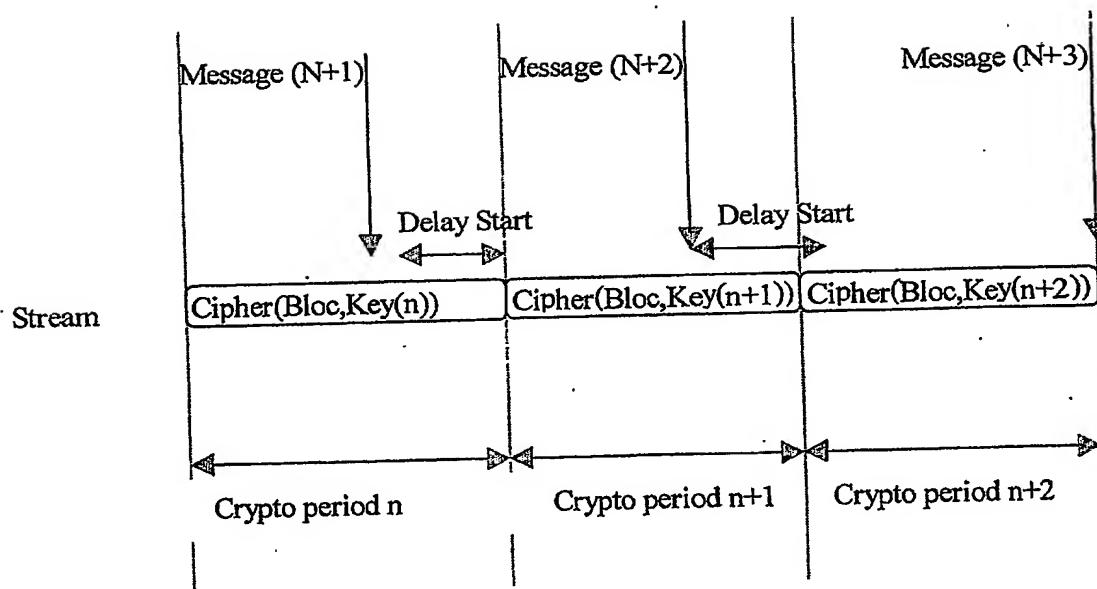 Message (N+1)
Message (N+2)
Message (N+3)
Delay Start
Delay Start
Stream
Cipher(Bloc,Key(n))
Cipher(Bloc,Key(n+1))
Cipher(Bloc,Key(n+2))
Crypto period n
Crypto period n+1
Crypto period n+2